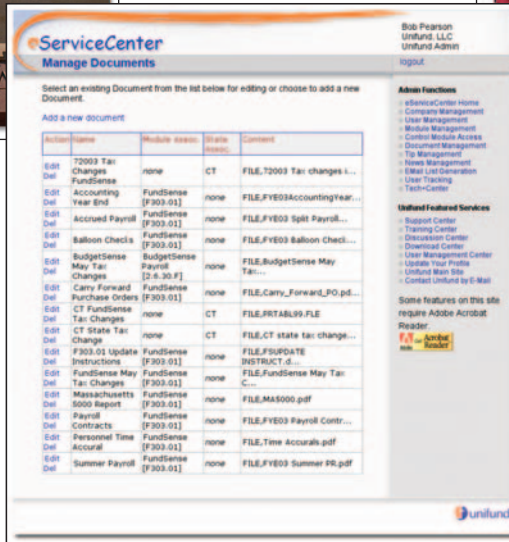 eServiceCenter
Bob Pearson
Unifund, LLC
Unifund Admin
Manage Documents
logout
Select an existing Document from the list below for editing or choose to add a new
Document.
Add a new document
Action Name Module assoc. State assoc. Content
Edit Del 72003 Tax Changes FundSense none CT FILE,72003 Tax changes i...
Edit Del Accounting Year End FundSense [F303.01] none FILE,FYE03AccountingYear...
Edit Del Accrued Payroll FundSense [F303.01] none FILE,FYE03 Split Payroll...
Edit Del Balloon Checks FundSense [F303.01] none FILE,FYE03 Balloon Check...
Edit Del BudgetSense May Tax Changes BudgetSense Payroll [2.6.30.F] none FILE,BudgetSense May Tax...
Edit Del Carry Forward Purchase Orders FundSense [F303.01] none FILE,Carry_Forward_PO.pd...
Edit Del CT FundSense Tax Changes none CT FILE,PRTABL99.FLE
Edit Del CT State Tax Change none CT FILE,CT state tax change...
Edit Del F303.01 Update Instructions FundSense [F303.01] none FILE,FSUPDATE INSTRUCT.d...
Edit Del FundSense May Tax Changes FundSense [F303.01] none FILE,FundSense May Tax C...
Edit Del Massachusetts 5000 Report FundSense [F303.01] none FILE,MA5000.pdf
Edit Del Payroll Contracts FundSense [F303.01] none FILE,FYE03 Payroll Contr...
Edit Del Personnel Time Accural FundSense [F303.01] none FILE,Time Accurals.pdf
Edit Del Summer Payroll FundSense [F303.01] none FILE,FYE03 Summer PR.pdf
Admin Functions
eServiceCenter Home
Company Management
User Management
Module Management
Control Module Access
Document Management
Tip Management
News Management
EMail List Generation
User Tracking
Tech-Center
Unifund Featured Services
Support Center
Training Center
Discussion Center
Download Center
User Management Center
Update Your Profile
Unifund Main Site
Contact Unifund by E-Mail
Some features on this site
require Adobe Acrobat
Reader.
Get Acrobat
Reader
Adobe
unifund